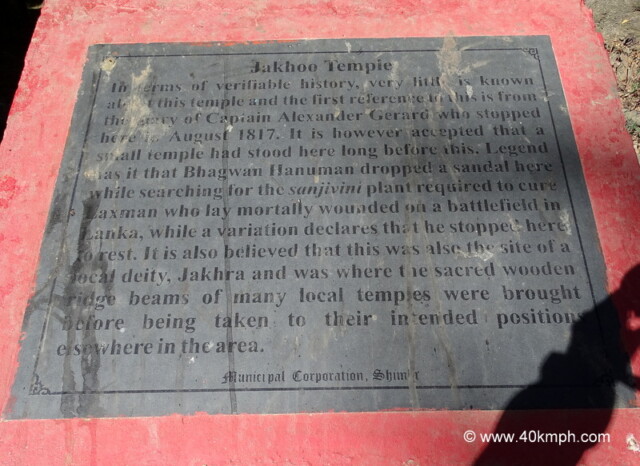 Jakhoo Temple
In terms of verifiable history, very little is known
about this temple and the first reference to this is from
the diary of Captain Alexander Gerard who stopped
here in August 1817. It is however accepted that a
small temple had stood here long before this. Legend
has it that Bhagwan Hanuman dropped a sandal here
while searching for the sanjivini plant required to cure
Laxman who lay mortally wounded on a battlefield in
Lanka, while a variation declares that he stopped here
to rest. It is also believed that this was also the site of a
local deity, Jakhra and was where the sacred wooden
ridge beams of many local temples were brought
before being taken to their intended positions
elsewhere in the area.
Municipal Corporation, Shimla
© www.40kmph.com